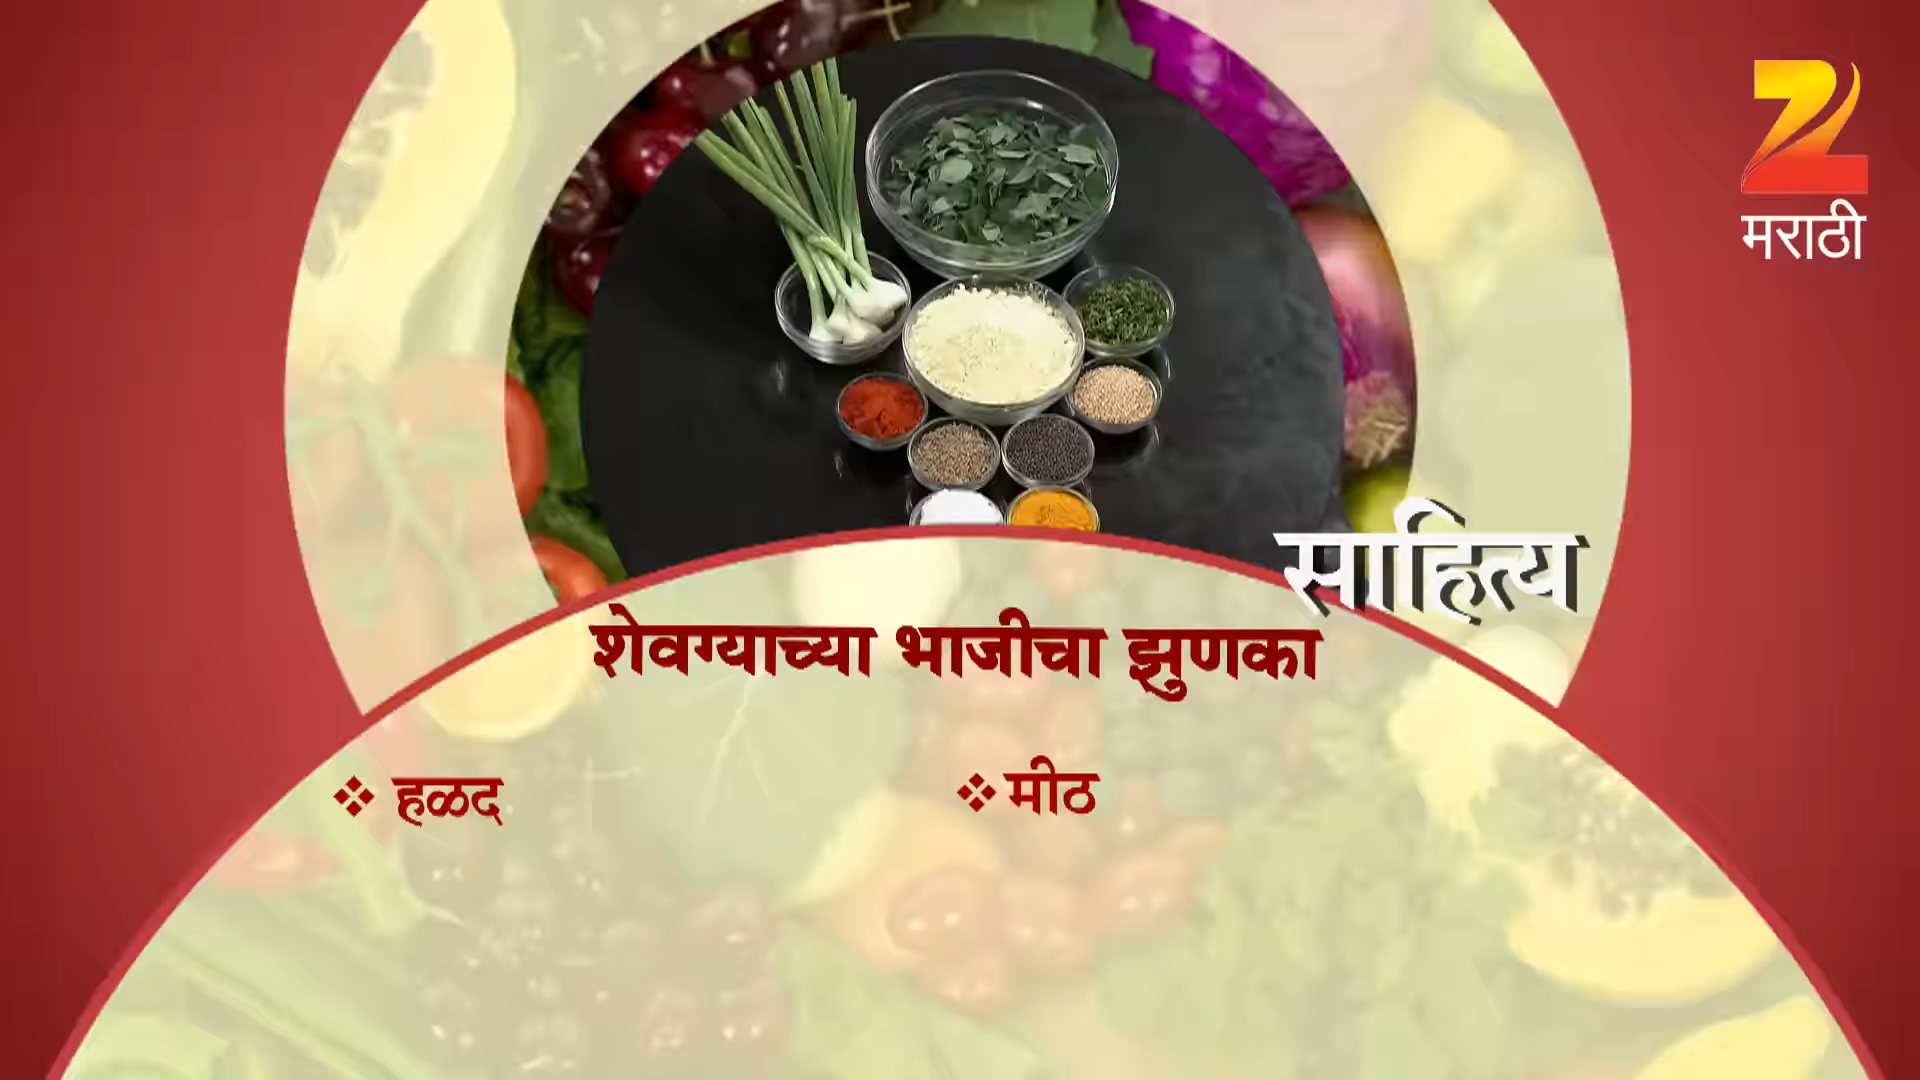 मराठी
साहित्य
शेवग्याच्या भाजीचा झुणका
❖ हळद
❖ मीठ